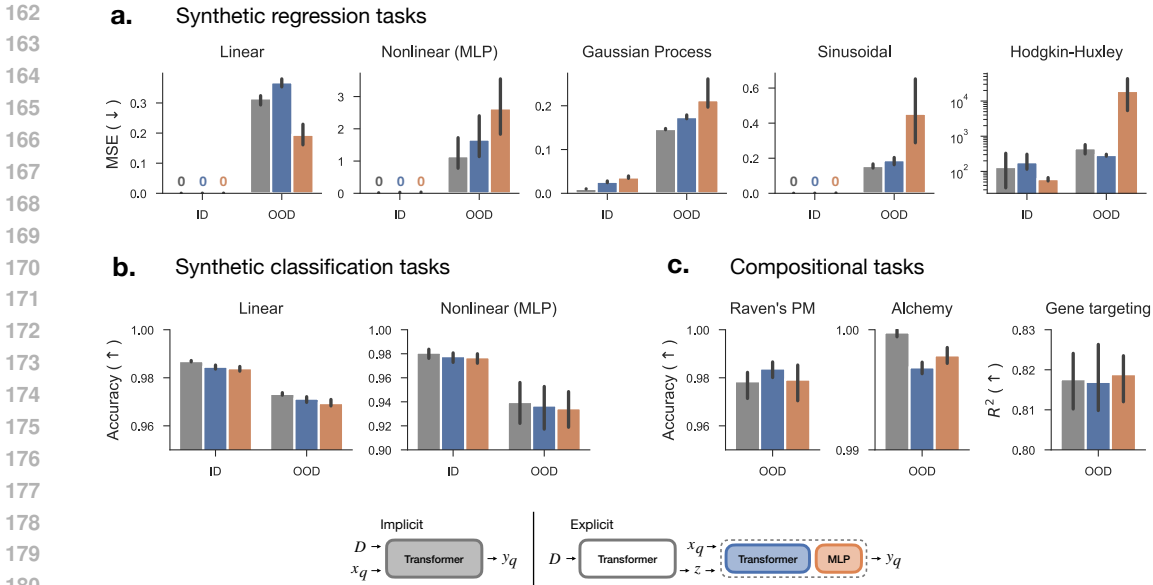 162
163
164
165
166
167
168
169
170
171
172
173
174
175
176
177
178
179
180
a. Synthetic regression tasks
Linear
Nonlinear (MLP)
Gaussian Process
Sinusoidal
Hodgkin-Huxley
MSE (↓)
0.3
0.2
0.1
0.0
0 0 0
ID
OOD
3
2
1
0
0 0 0
ID
OOD
0.2
0.1
0.0
ID
OOD
0.6
0.4
0.2
0.0
0 0 0
ID
OOD
10⁴
10³
10²
ID
OOD
b. Synthetic classification tasks
Linear
Nonlinear (MLP)
Accuracy (↑)
1.00
0.98
0.96
ID
OOD
1.00
0.98
0.96
0.94
0.92
0.90
ID
OOD
c. Compositional tasks
Raven's PM
Alchemy
Gene targeting
Accuracy (↑)
1.00
0.98
0.96
OOD
1.00
0.99
OOD
R² (↑)
0.83
0.82
0.81
0.80
OOD
Implicit
D →
x_q →
Transformer
→ y_q
Explicit
D →
Transformer
x_q →
→ z →
Transformer
MLP
→ y_q